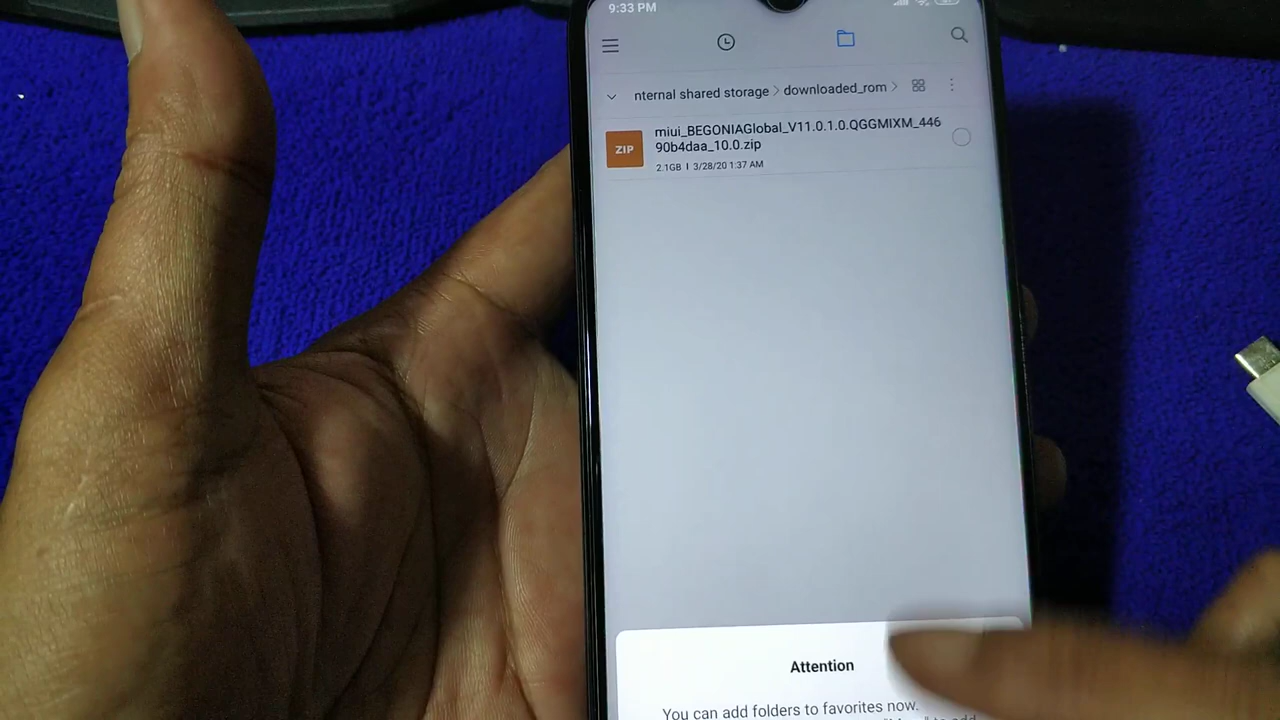 9:33 PM
nternal shared storage > downloaded_rom >
miui_BEGONIAGlobal_V11.0.1.0.QGGMIXM_446
90b4daa_10.0.zip
ZIP
2.1GB | 3/28/20 1:37 AM
Attention
You can add folders to favorites now.